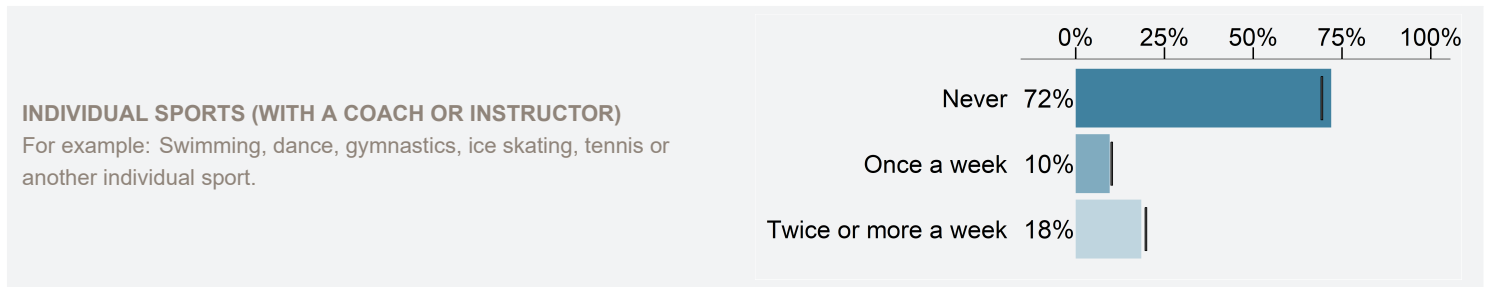 INDIVIDUAL SPORTS (WITH A COACH OR INSTRUCTOR)
For example: Swimming, dance, gymnastics, ice skating, tennis or
another individual sport.
0% 25% 50% 75% 100%
Never 72%
Once a week 10%
Twice or more a week 18%